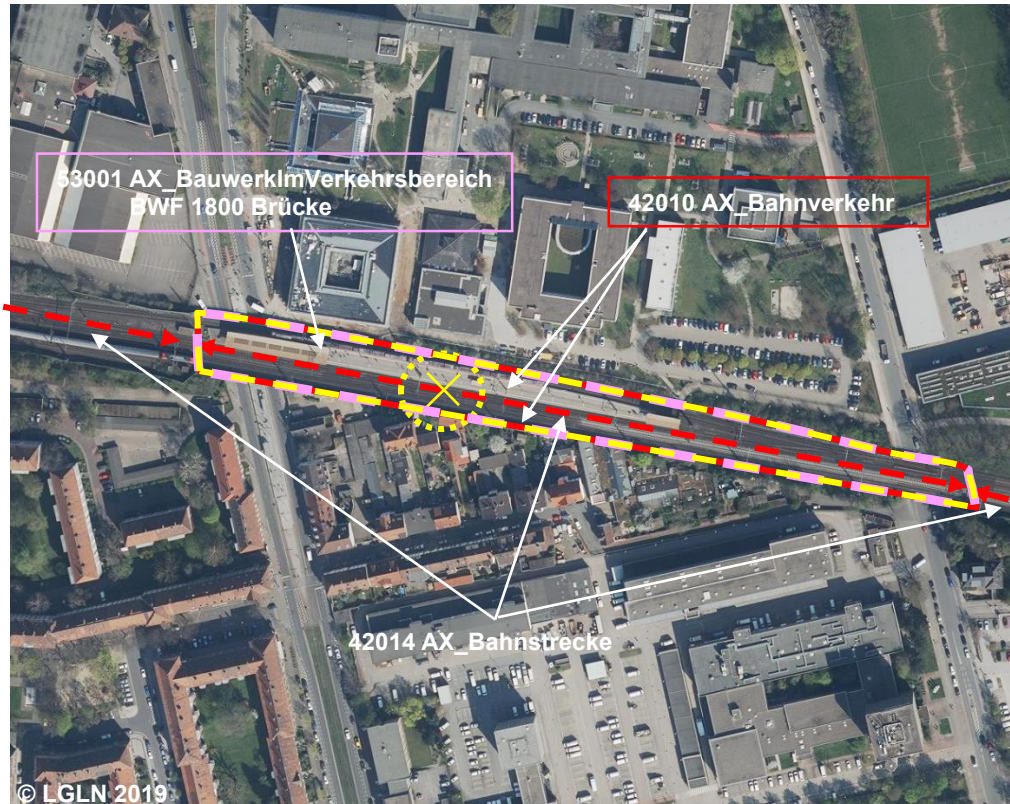 53001 AX_BauwerkImVerkehrsbereich
BWF 1800 Brücke
42010 AX_Bahnverkehr
42014 AX_Bahnstrecke
© LGLN 2019